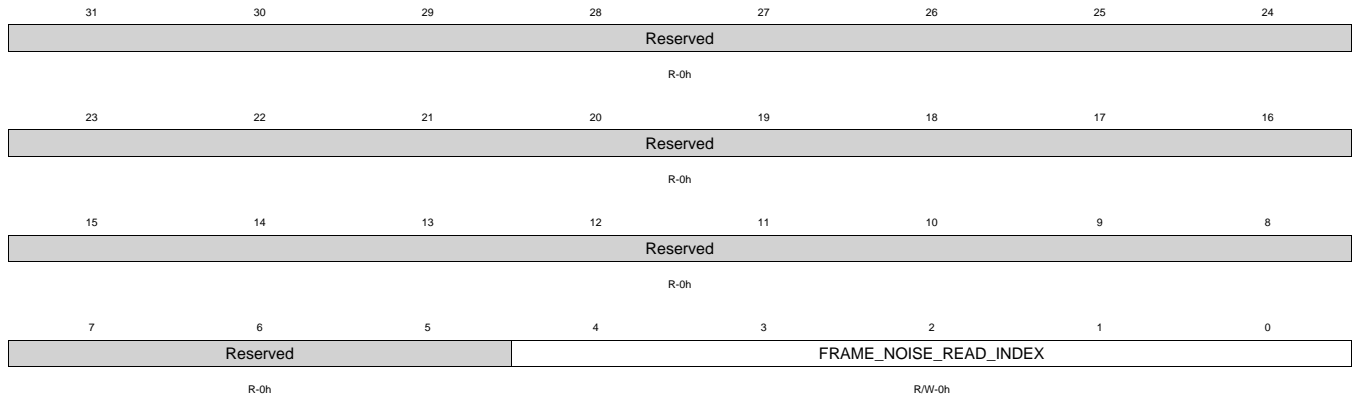 31 30 29 28 27 26 25 24
Reserved
R-0h
23 22 21 20 19 18 17 16
Reserved
R-0h
15 14 13 12 11 10 9 8
Reserved
R-0h
7 6 5 4 3 2 1 0
Reserved FRAME_NOISE_READ_INDEX
R-0h R/W-0h